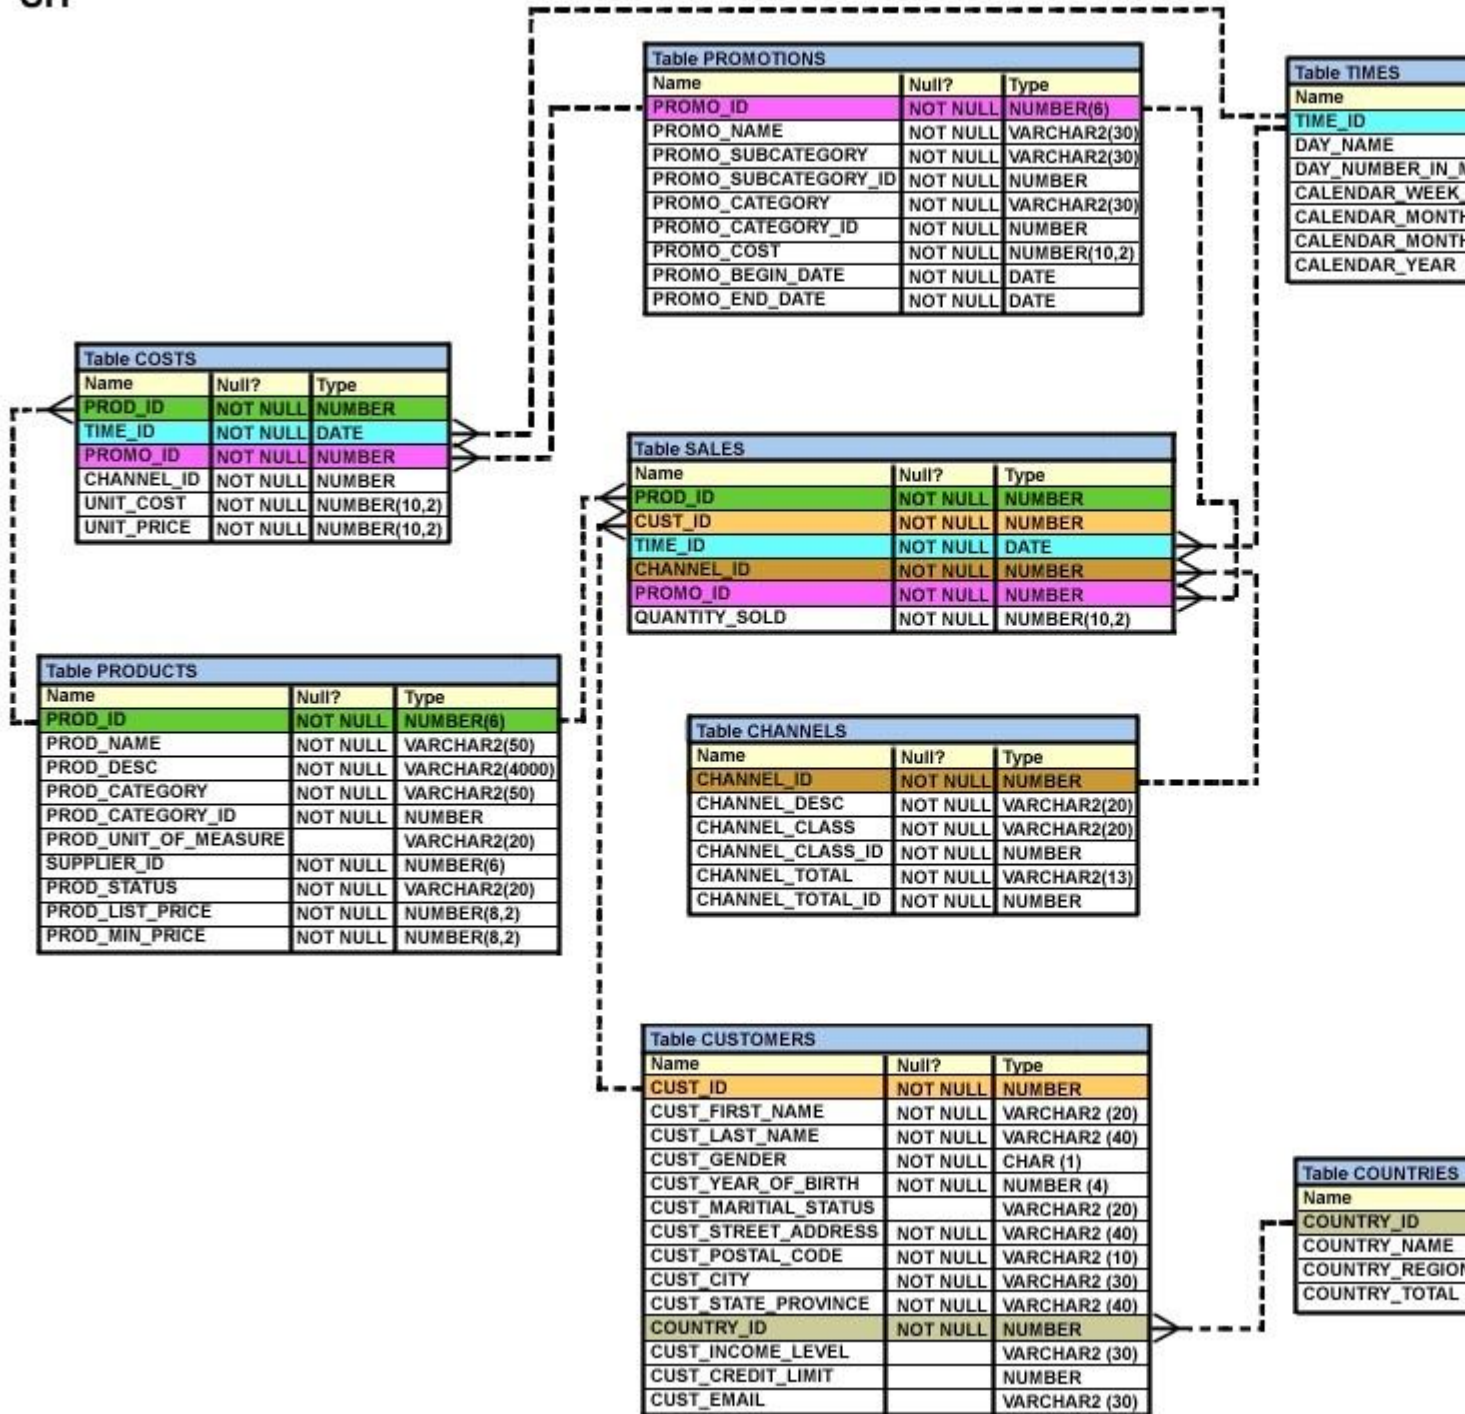 Table PROMOTIONS
Name Null? Type
PROMO_ID NOT NULL NUMBER(6)
PROMO_NAME NOT NULL VARCHAR2(30)
PROMO_SUBCATEGORY NOT NULL VARCHAR2(30)
PROMO_SUBCATEGORY_ID NOT NULL NUMBER
PROMO_CATEGORY NOT NULL VARCHAR2(30)
PROMO_CATEGORY_ID NOT NULL NUMBER
PROMO_COST NOT NULL NUMBER(10,2)
PROMO_BEGIN_DATE NOT NULL DATE
PROMO_END_DATE NOT NULL DATE
Table TIMES
Name
TIME_ID
DAY_NAME
DAY_NUMBER_IN_M
CALENDAR_WEEK_
CALENDAR_MONTH
CALENDAR_MONTH
CALENDAR_YEAR
Table COSTS
Name Null? Type
PROD_ID NOT NULL NUMBER
TIME_ID NOT NULL DATE
PROMO_ID NOT NULL NUMBER
CHANNEL_ID NOT NULL NUMBER
UNIT_COST NOT NULL NUMBER(10,2)
UNIT_PRICE NOT NULL NUMBER(10,2)
Table SALES
Name Null? Type
PROD_ID NOT NULL NUMBER
CUST_ID NOT NULL NUMBER
TIME_ID NOT NULL DATE
CHANNEL_ID NOT NULL NUMBER
PROMO_ID NOT NULL NUMBER
QUANTITY_SOLD NOT NULL NUMBER(10,2)
Table PRODUCTS
Name Null? Type
PROD_ID NOT NULL NUMBER(6)
PROD_NAME NOT NULL VARCHAR2(50)
PROD_DESC NOT NULL VARCHAR2(4000)
PROD_CATEGORY NOT NULL VARCHAR2(50)
PROD_CATEGORY_ID NOT NULL NUMBER
PROD_UNIT_OF_MEASURE VARCHAR2(20)
SUPPLIER_ID NOT NULL NUMBER(6)
PROD_STATUS NOT NULL VARCHAR2(20)
PROD_LIST_PRICE NOT NULL NUMBER(8,2)
PROD_MIN_PRICE NOT NULL NUMBER(8,2)
Table CHANNELS
Name Null? Type
CHANNEL_ID NOT NULL NUMBER
CHANNEL_DESC NOT NULL VARCHAR2(20)
CHANNEL_CLASS NOT NULL VARCHAR2(20)
CHANNEL_CLASS_ID NOT NULL NUMBER
CHANNEL_TOTAL NOT NULL VARCHAR2(13)
CHANNEL_TOTAL_ID NOT NULL NUMBER
Table CUSTOMERS
Name Null? Type
CUST_ID NOT NULL NUMBER
CUST_FIRST_NAME NOT NULL VARCHAR2 (20)
CUST_LAST_NAME NOT NULL VARCHAR2 (40)
CUST_GENDER NOT NULL CHAR (1)
CUST_YEAR_OF_BIRTH NOT NULL NUMBER (4)
CUST_MARITIAL_STATUS VARCHAR2 (20)
CUST_STREET_ADDRESS NOT NULL VARCHAR2 (40)
CUST_POSTAL_CODE NOT NULL VARCHAR2 (10)
CUST_CITY NOT NULL VARCHAR2 (30)
CUST_STATE_PROVINCE NOT NULL VARCHAR2 (40)
COUNTRY_ID NOT NULL NUMBER
CUST_INCOME_LEVEL VARCHAR2 (30)
CUST_CREDIT_LIMIT NUMBER
CUST_EMAIL VARCHAR2 (30)
Table COUNTRIES
Name
COUNTRY_ID
COUNTRY_NAME
COUNTRY_REGION
COUNTRY_TOTAL